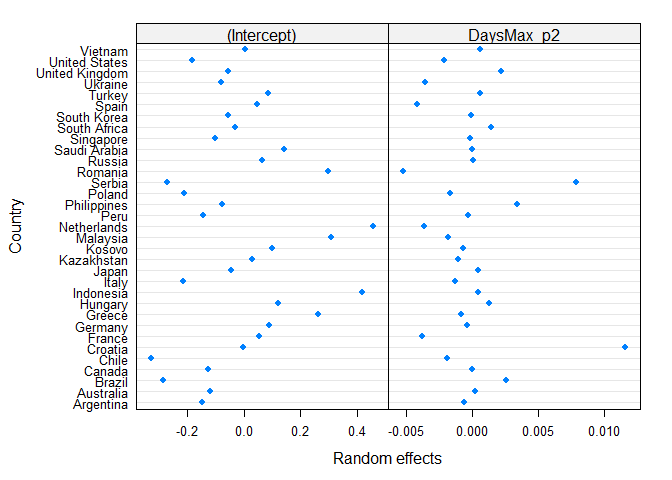 (Intercept) DaysMax_p2
Vietnam
United States
United Kingdom
Ukraine
Turkey
Spain
South Korea
South Africa
Singapore
Saudi Arabia
Russia
Romania
Serbia
Poland
Philippines
Peru
Netherlands
Malaysia
Kosovo
Kazakhstan
Japan
Italy
Indonesia
Hungary
Greece
Germany
France
Croatia
Chile
Canada
Brazil
Australia
Argentina
Country
-0.2 0.0 0.2 0.4 -0.005 0.000 0.005 0.010
Random effects